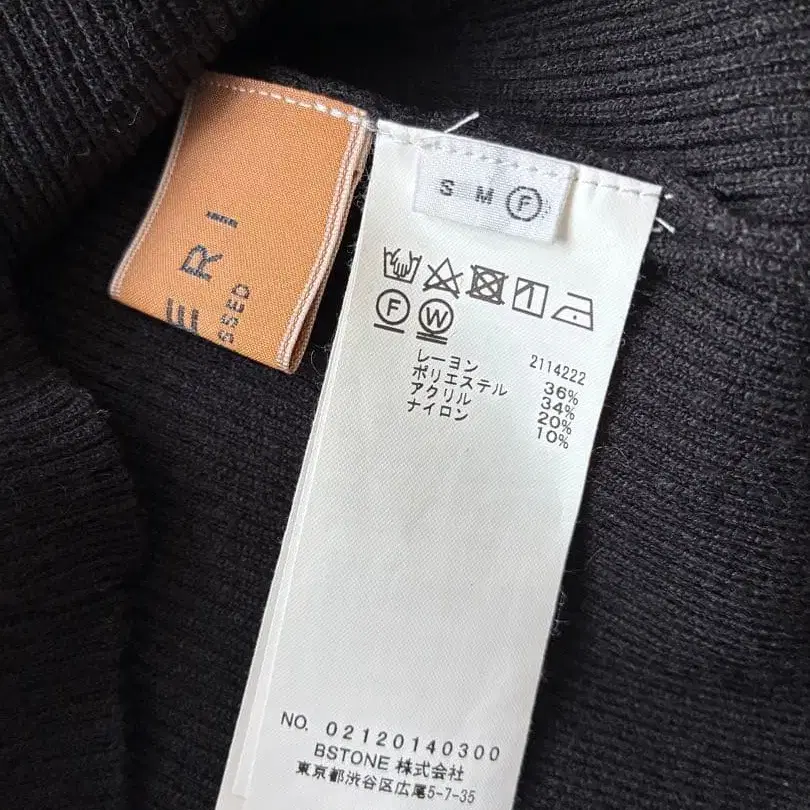 ERI
SSED
S M F
F W
2114222
レーヨン 36%
ポリエステル 34%
アクリル 20%
ナイロン 10%
NO. 02120140300
BSTONE 株式会社
東京都渋谷区広尾5-7-35